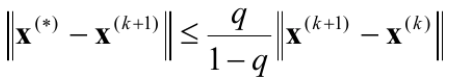 ‖x^(*) − x^(k+1)‖ ≤ q/(1−q) ‖x^(k+1) − x^(k)‖